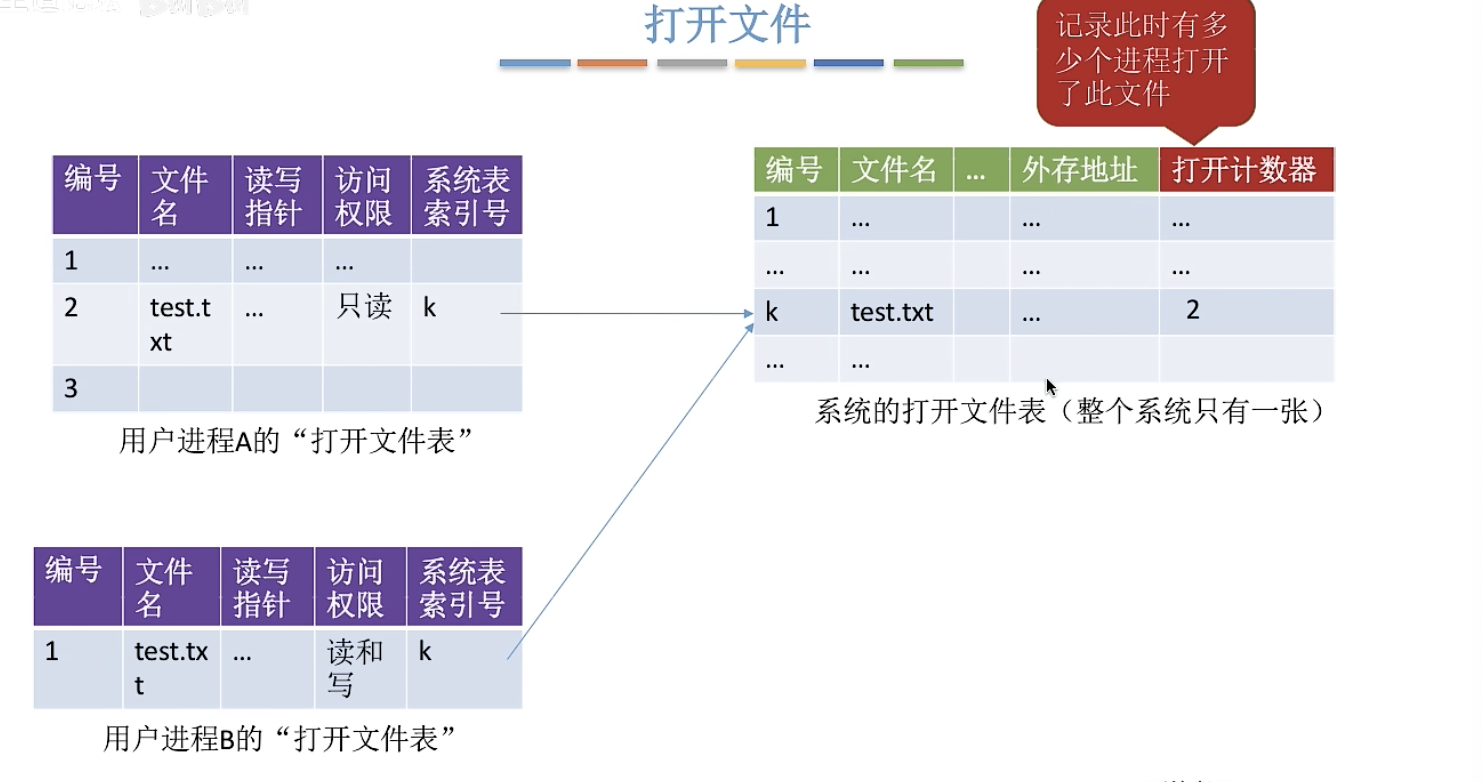 打开文件
记录此时有多
少个进程打开
了此文件
编号 文件名 读写指针 访问权限 系统表索引号
1 ... ... ...
2 test.txt ... 只读 k
3
用户进程A的“打开文件表”
编号 文件名 ... 外存地址 打开计数器
1 ... ... ...
... ... ... ...
k test.txt ... 2
... ...
系统的打开文件表（整个系统只有一张）
编号 文件名 读写指针 访问权限 系统表索引号
1 test.txt ... 读和写 k
用户进程B的“打开文件表”